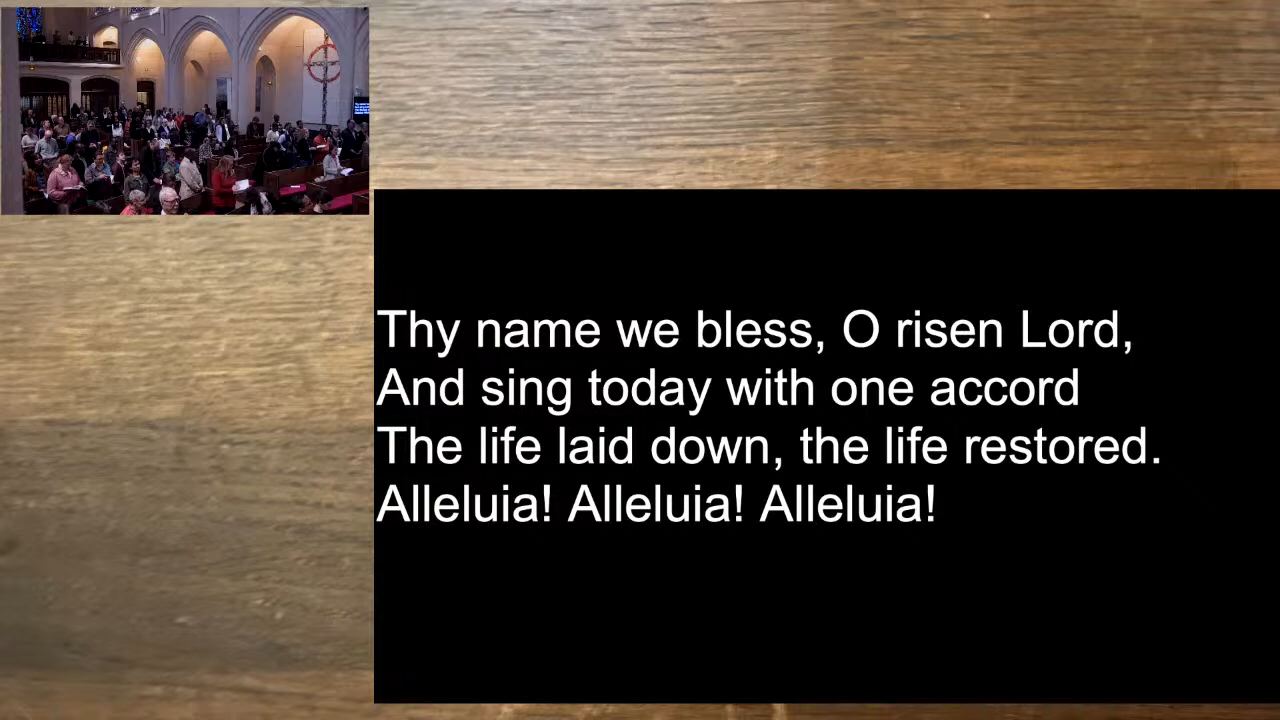 Thy name we bless, O risen Lord,
And sing today with one accord
The life laid down, the life restored.
Alleluia! Alleluia! Alleluia!